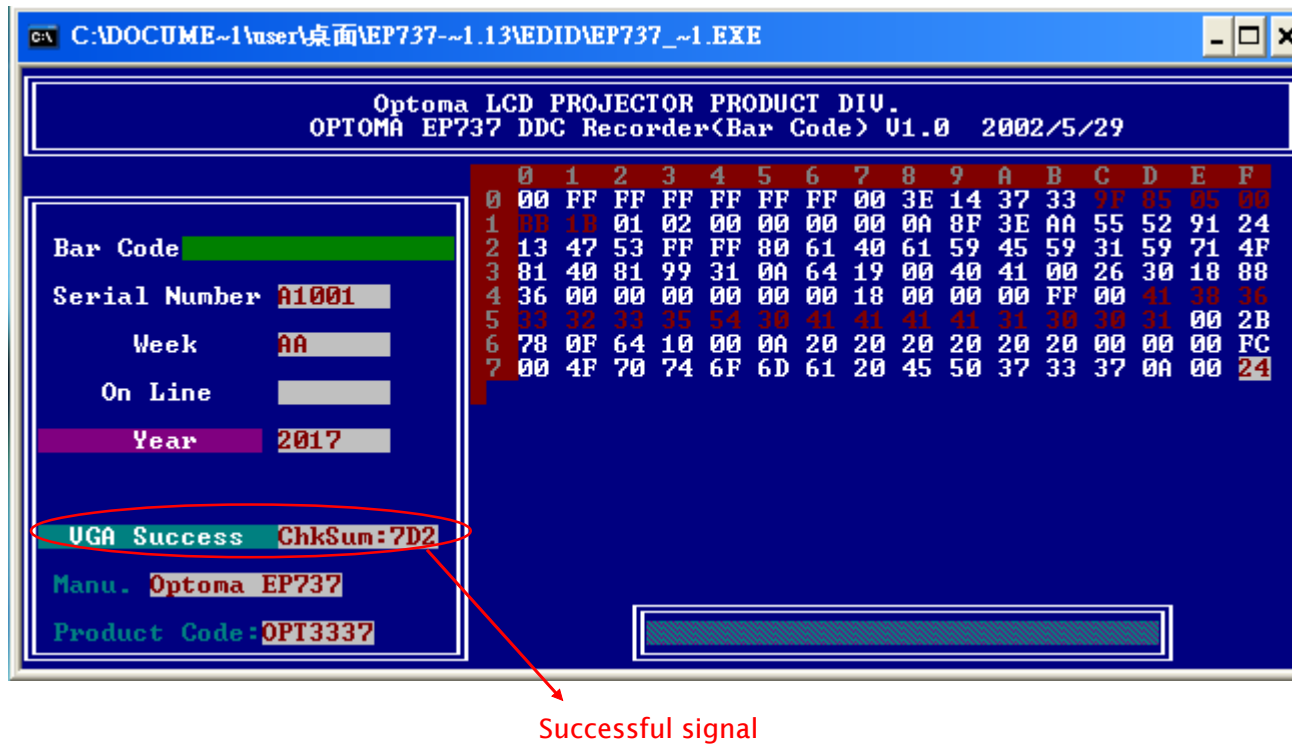 C:\DOCUME~1\user\桌面\EP737-~1.13\EDID\EP737_~1.EXE
Optoma LCD PROJECTOR PRODUCT DIV.
OPTOMA EP737 DDC Recorder(Bar Code) V1.0 2002/5/29
Bar Code
Serial Number A1001
Week AA
On Line
Year 2017
VGA Success ChkSum:7D2
Manu. Optoma EP737
Product Code:OPT3337
0 1 2 3 4 5 6 7 8 9 A B C D E F
0 00 FF FF FF FF FF FF 00 3E 14 37 33 9F 85 05 00
1 BB 1B 01 02 00 00 00 00 0A 8F 3E AA 55 52 91 24
2 13 47 53 FF FF 80 61 40 61 59 45 59 31 59 71 4F
3 81 40 81 99 31 0A 64 19 00 40 41 00 26 30 18 88
4 36 00 00 00 00 00 00 18 00 00 00 FF 00 41 38 36
5 33 32 33 35 54 30 41 41 41 41 31 30 30 31 00 2B
6 78 0F 64 10 00 0A 20 20 20 20 20 20 00 00 00 FC
7 00 4F 70 74 6F 6D 61 20 45 50 37 33 37 0A 00 24
Successful signal